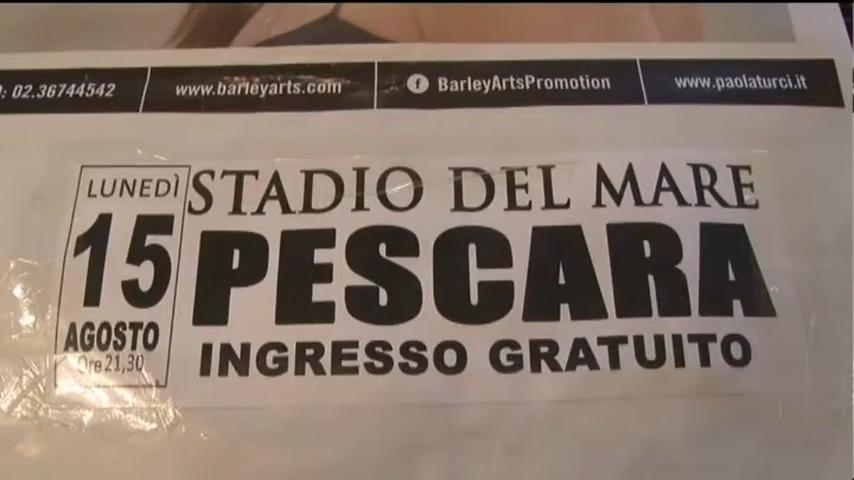 : 02.36744542 www.barleyarts.com BarleyArtsPromotion www.paolaturci.it
LUNEDÌ
15
AGOSTO
Ore 21,30
STADIO DEL MARE
PESCARA
INGRESSO GRATUITO